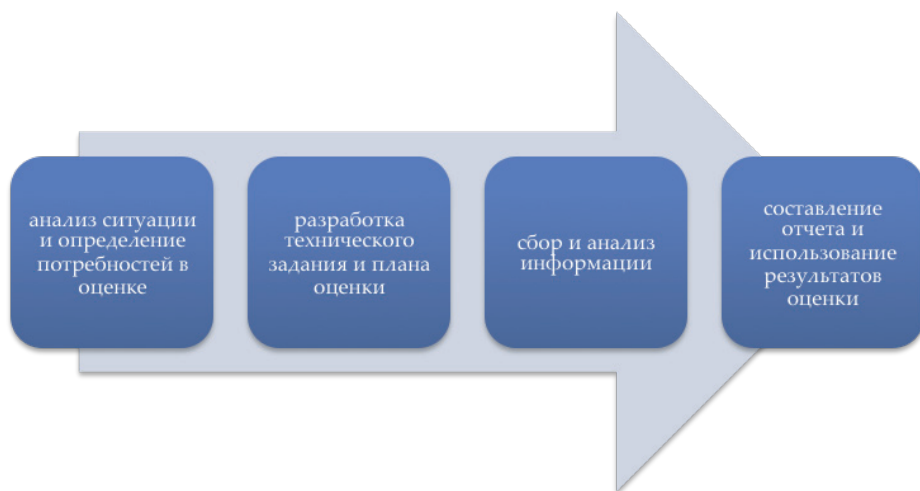 анализ ситуации
и определение
потребностей в
оценке
разработка
технического
задания и плана
оценки
сбор и анализ
информации
составление
отчета и
использование
результатов
оценки